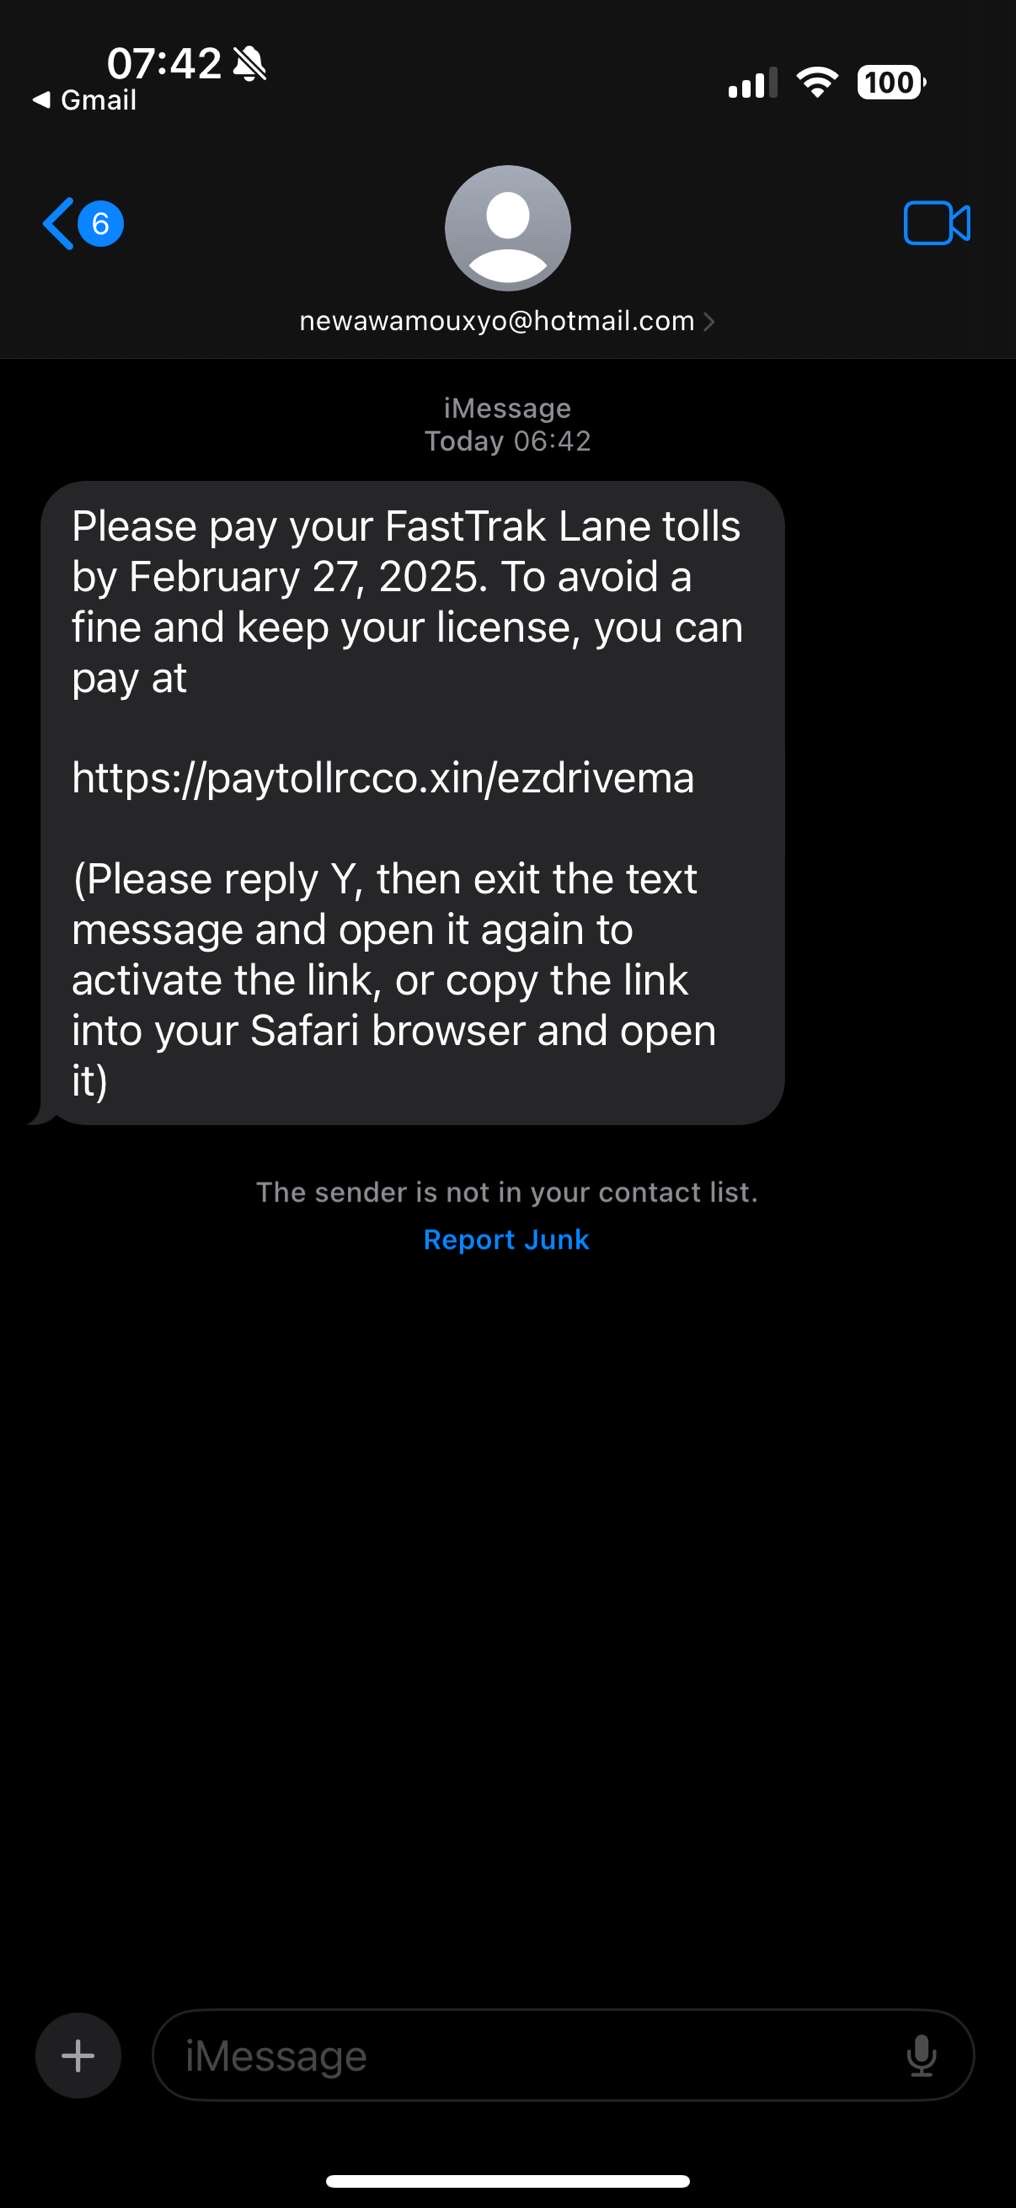 07:42
Gmail
100
6
newawamouxyo@hotmail.com
iMessage
Today 06:42
Please pay your FastTrak Lane tolls
by February 27, 2025. To avoid a
fine and keep your license, you can
pay at
https://paytollrcco.xin/ezdrivema
(Please reply Y, then exit the text
message and open it again to
activate the link, or copy the link
into your Safari browser and open
it)
The sender is not in your contact list.
Report Junk
iMessage